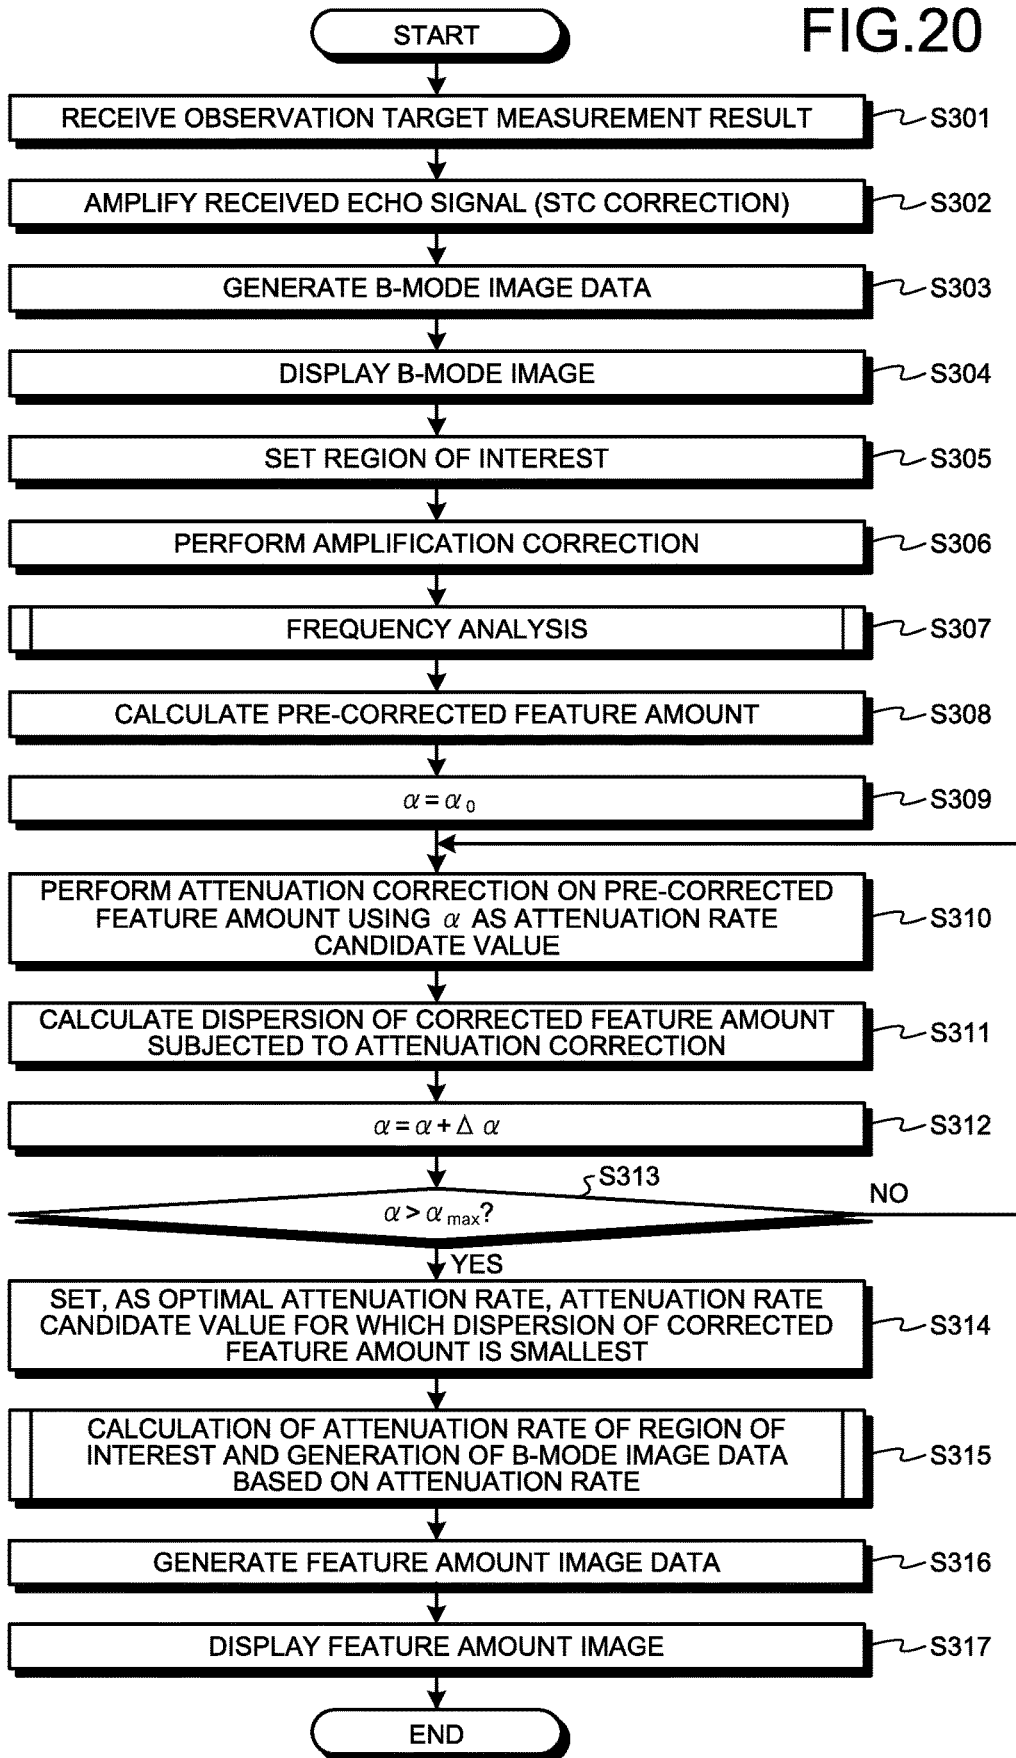 FIG.20
START
RECEIVE OBSERVATION TARGET MEASUREMENT RESULT
S301
AMPLIFY RECEIVED ECHO SIGNAL (STC CORRECTION)
S302
GENERATE B-MODE IMAGE DATA
S303
DISPLAY B-MODE IMAGE
S304
SET REGION OF INTEREST
S305
PERFORM AMPLIFICATION CORRECTION
S306
FREQUENCY ANALYSIS
S307
CALCULATE PRE-CORRECTED FEATURE AMOUNT
S308
α = α₀
S309
PERFORM ATTENUATION CORRECTION ON PRE-CORRECTED
FEATURE AMOUNT USING α AS ATTENUATION RATE
CANDIDATE VALUE
S310
CALCULATE DISPERSION OF CORRECTED FEATURE AMOUNT
SUBJECTED TO ATTENUATION CORRECTION
S311
α = α + Δ α
S312
S313
α > α max?
NO
YES
SET, AS OPTIMAL ATTENUATION RATE, ATTENUATION RATE
CANDIDATE VALUE FOR WHICH DISPERSION OF CORRECTED
FEATURE AMOUNT IS SMALLEST
S314
CALCULATION OF ATTENUATION RATE OF REGION OF
INTEREST AND GENERATION OF B-MODE IMAGE DATA
BASED ON ATTENUATION RATE
S315
GENERATE FEATURE AMOUNT IMAGE DATA
S316
DISPLAY FEATURE AMOUNT IMAGE
S317
END